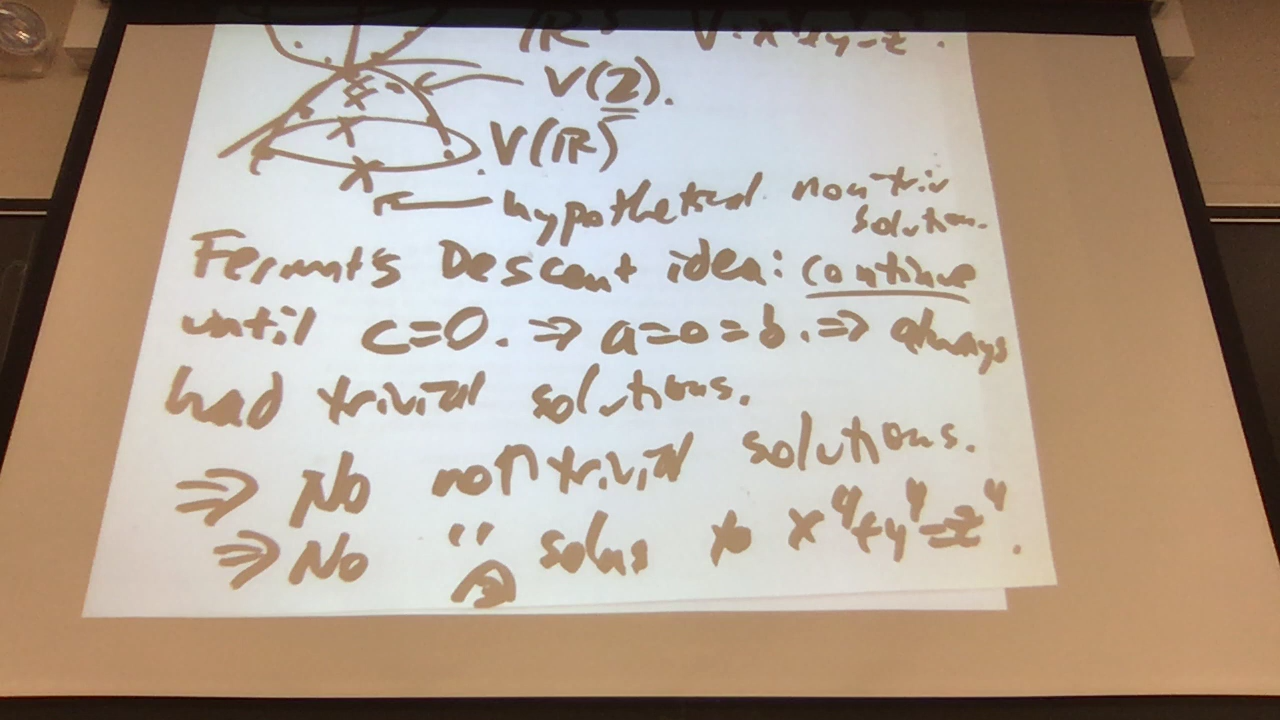 V(2).
V(R)
hypothetical non-triv
solution.
Fermat's Descent idea: continue
until c=0. ⇒ a=0=b. ⇒ always
had trivial solutions.
⇒ No nontrivial solutions.
⇒ No " solns to x⁴+y⁴=z⁴.